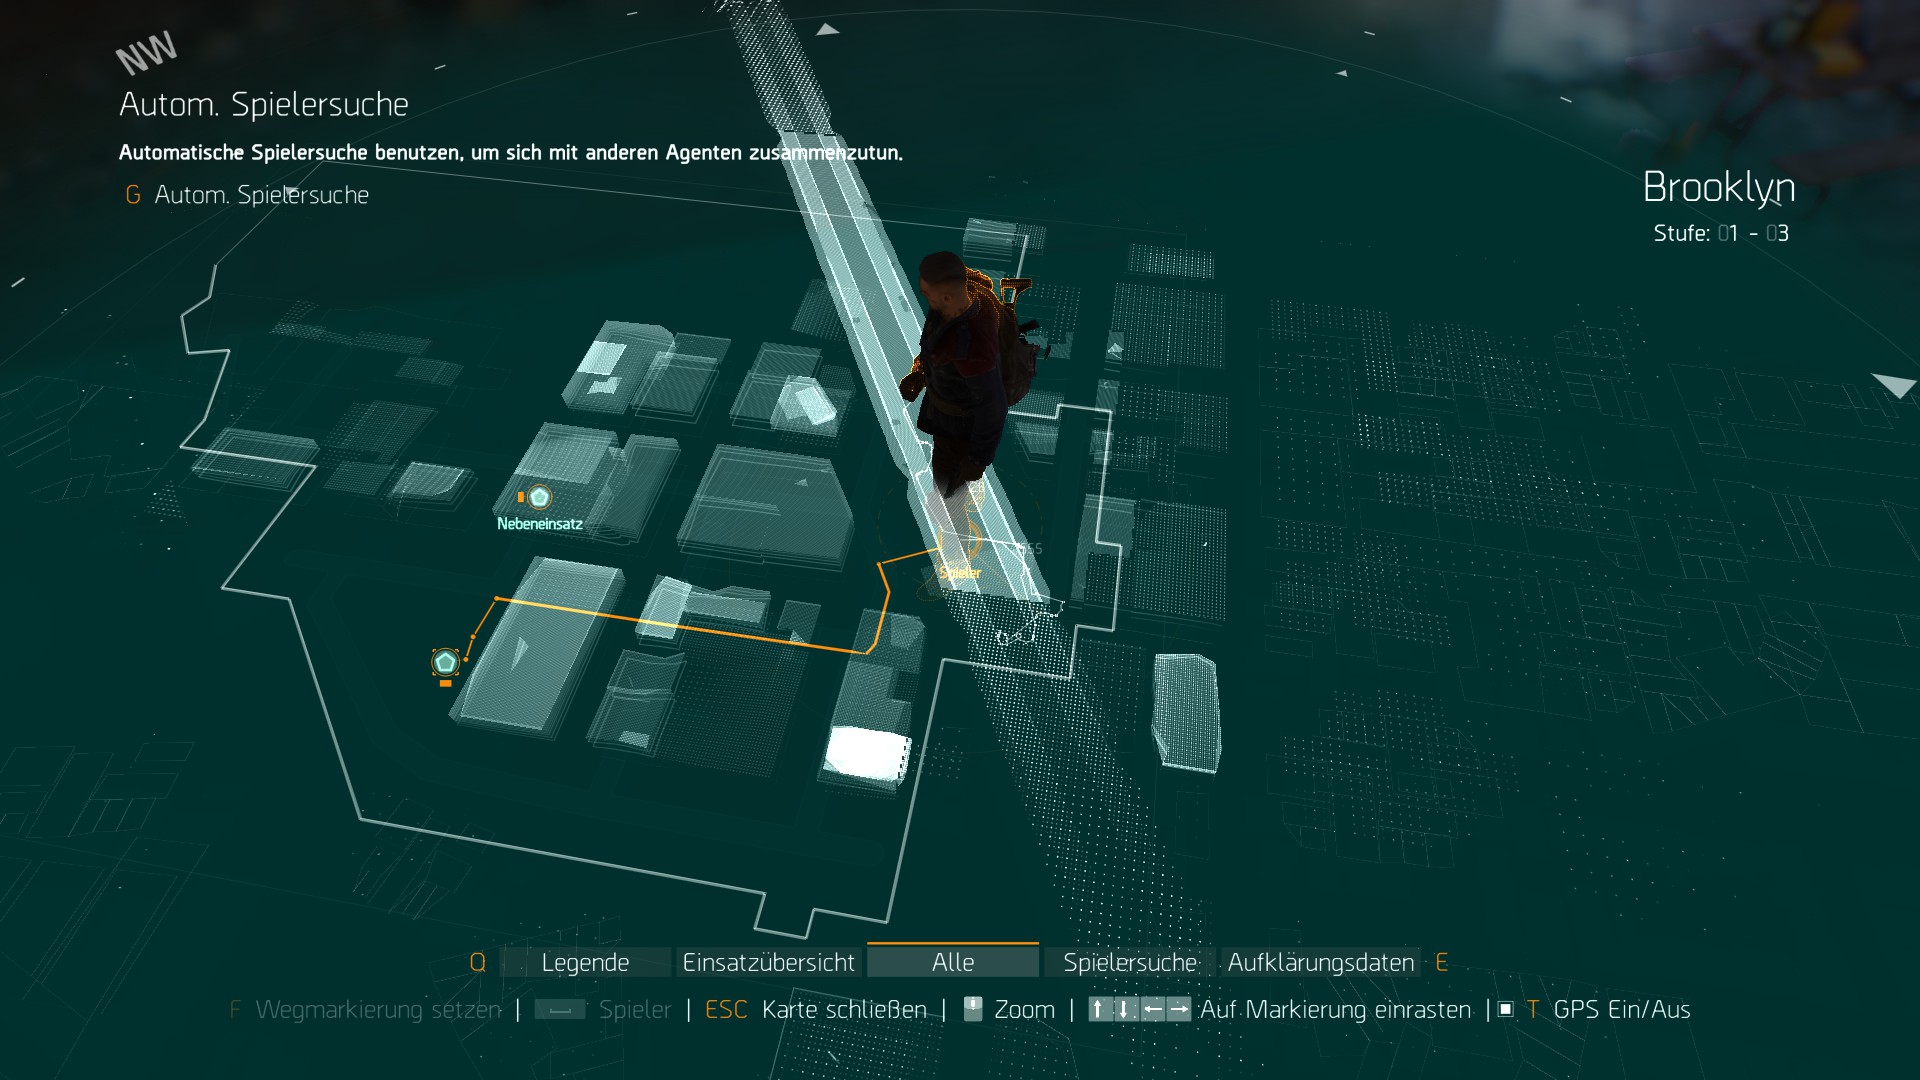 NW
Autom. Spielersuche
Automatische Spielersuche benutzen, um sich mit anderen Agenten zusammenzutun.
G Autom. Spielersuche
Brooklyn
Stufe: 01 - 03
Nebeneinsatz
Spieler
Q Legende Einsatzübersicht Alle Spielersuche Aufklärungsdaten E
F Wegmarkierung setzen | Spieler | ESC Karte schließen | Zoom | Auf Markierung einrasten | T GPS Ein/Aus